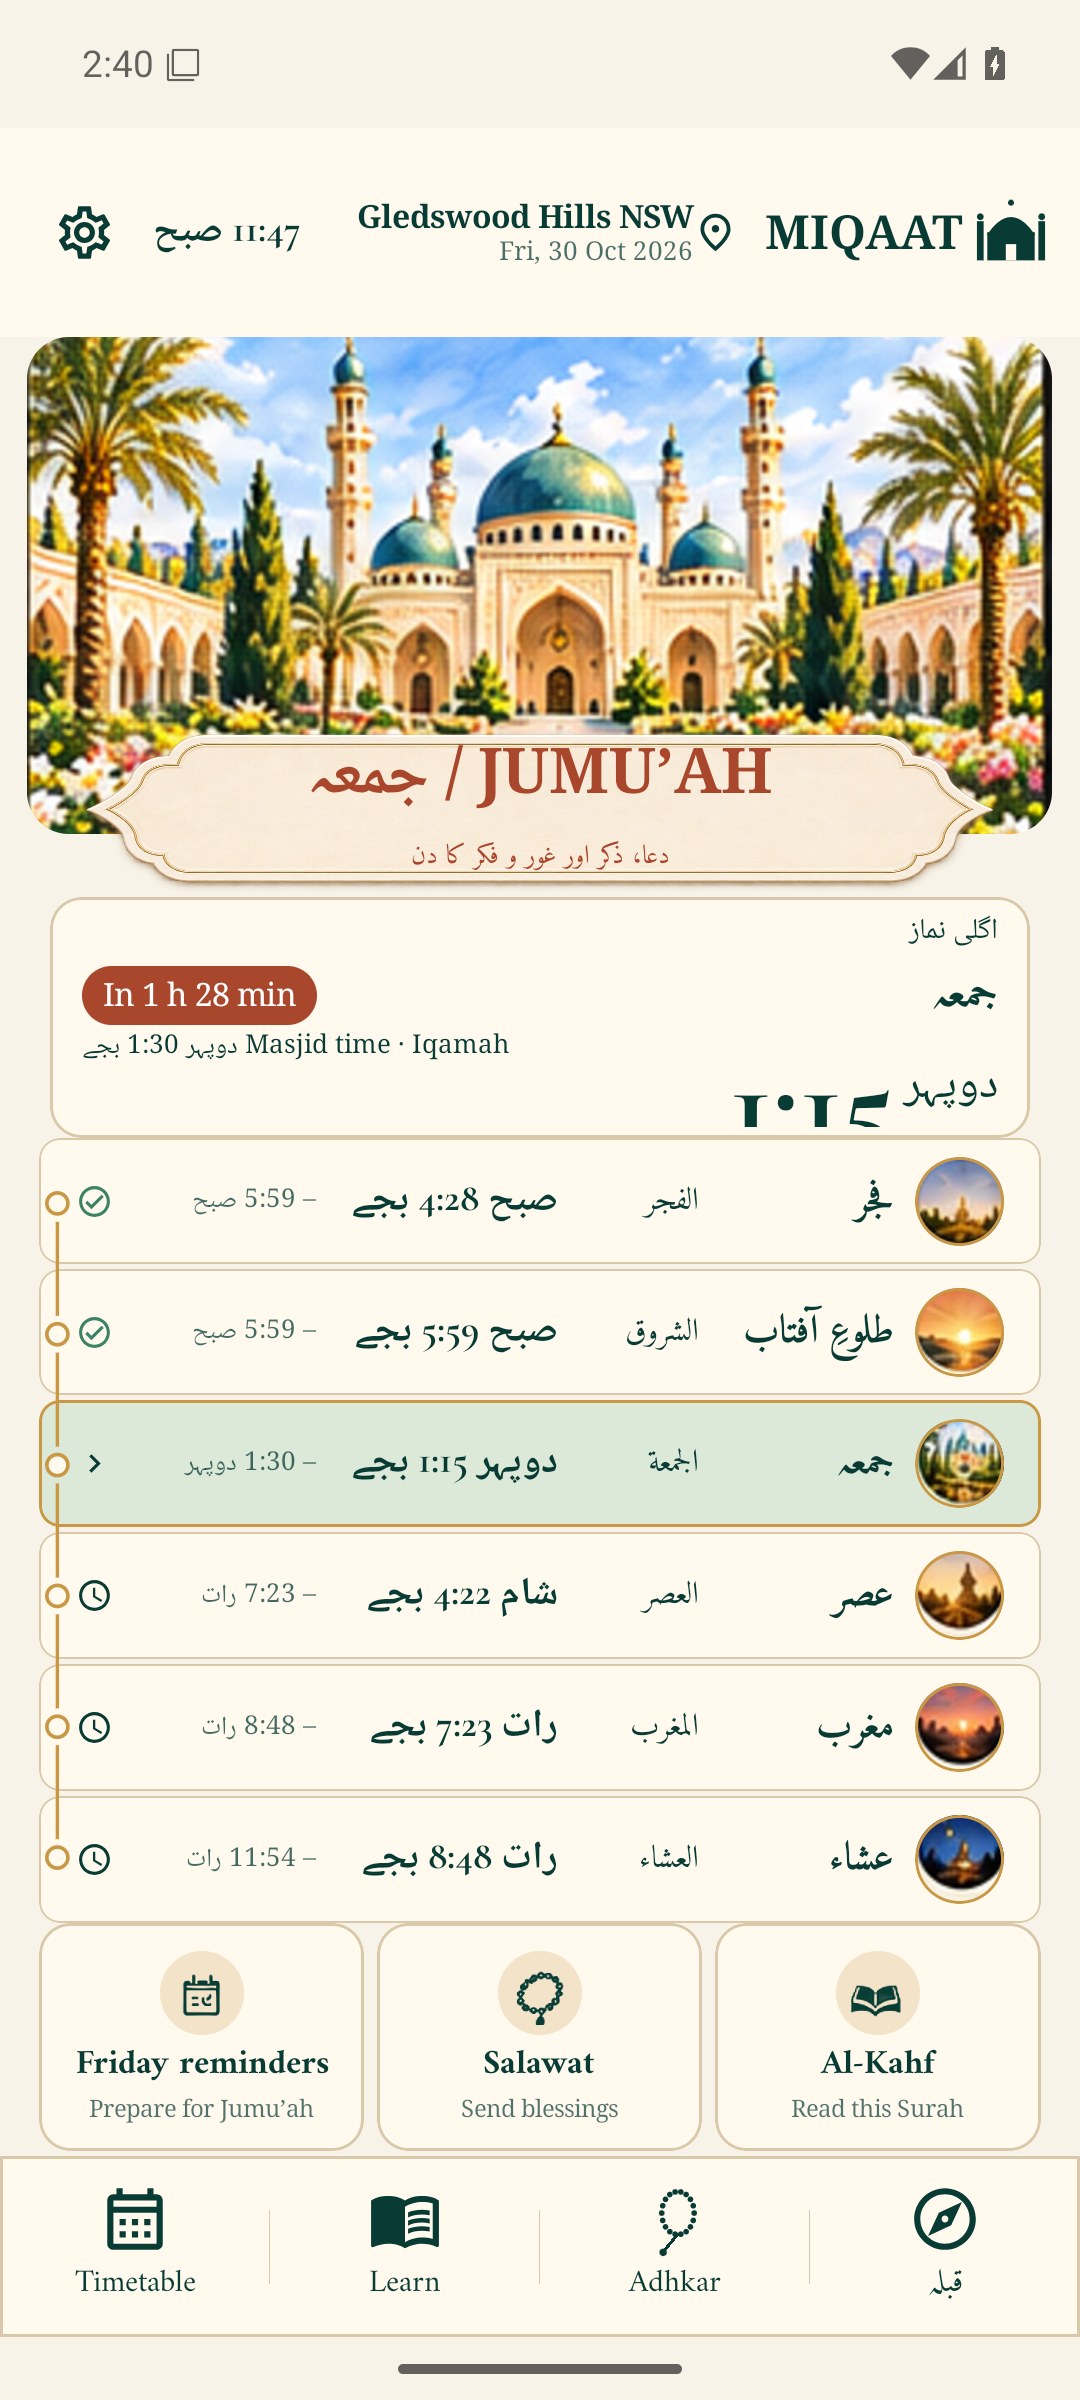 2:40
MIQAAT
Gledswood Hills NSW
Fri, 30 Oct 2026
11:47 صبح
جمعہ / JUMU’AH
دعا، ذکر اور غور و فکر کا دن
اگلی نماز
جمعہ
In 1 h 28 min
دوپہر 1:30 بجے Masjid time · Iqamah
دوپہر 1:15
فجر الفجر صبح 4:28 بجے – 5:59 صبح
طلوعِ آفتاب الشروق صبح 5:59 بجے – 5:59 صبح
جمعہ الجمعة دوپہر 1:15 بجے – 1:30 دوپہر
عصر العصر شام 4:22 بجے – 7:23 رات
مغرب المغرب رات 7:23 بجے – 8:48 رات
عشاء العشاء رات 8:48 بجے – 11:54 رات
Friday reminders
Prepare for Jumu’ah
Salawat
Send blessings
Al-Kahf
Read this Surah
Timetable
Learn
Adhkar
قبلہ